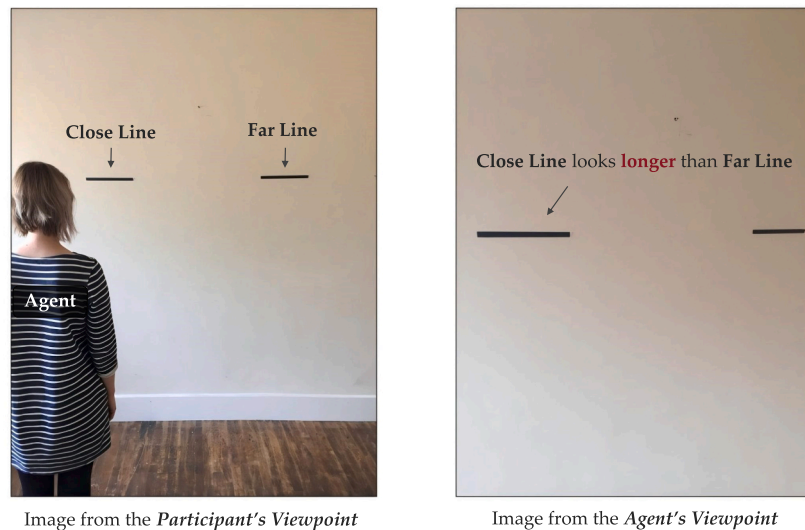 Close Line
Far Line
Agent
Image from the Participant's Viewpoint
Close Line looks longer than Far Line
Image from the Agent's Viewpoint